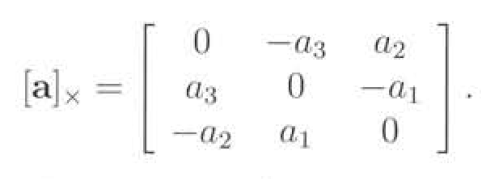 0 −a₃ a₂
[𝐚]ₓ = a₃ 0 −a₁ .
−a₂ a₁ 0